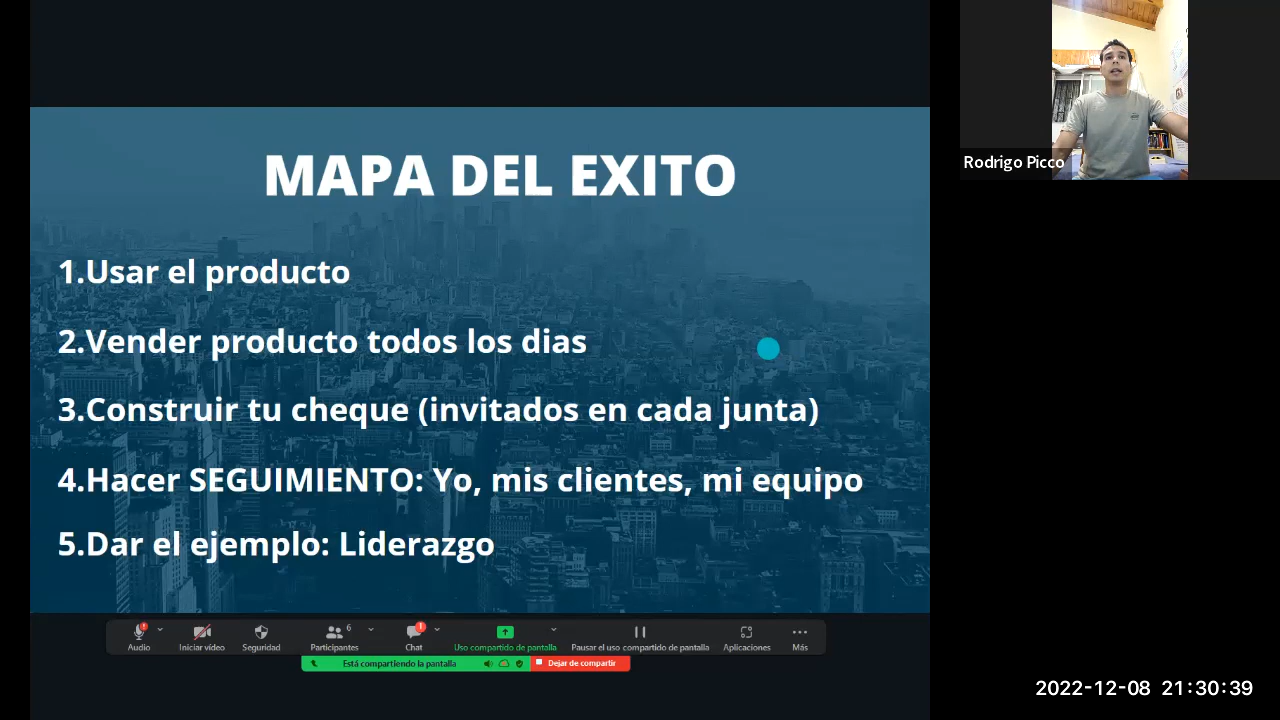 MAPA DEL EXITO
1.Usar el producto
2.Vender producto todos los dias
3.Construir tu cheque (invitados en cada junta)
4.Hacer SEGUIMIENTO: Yo, mis clientes, mi equipo
5.Dar el ejemplo: Liderazgo
Rodrigo Picco
6
1
Audio
Iniciar vídeo
Seguridad
Participantes
Chat
Uso compartido de pantalla
Pausar el uso compartido de pantalla
Aplicaciones
Más
Está compartiendo la pantalla
Dejar de compartir
2022-12-08 21:30:39